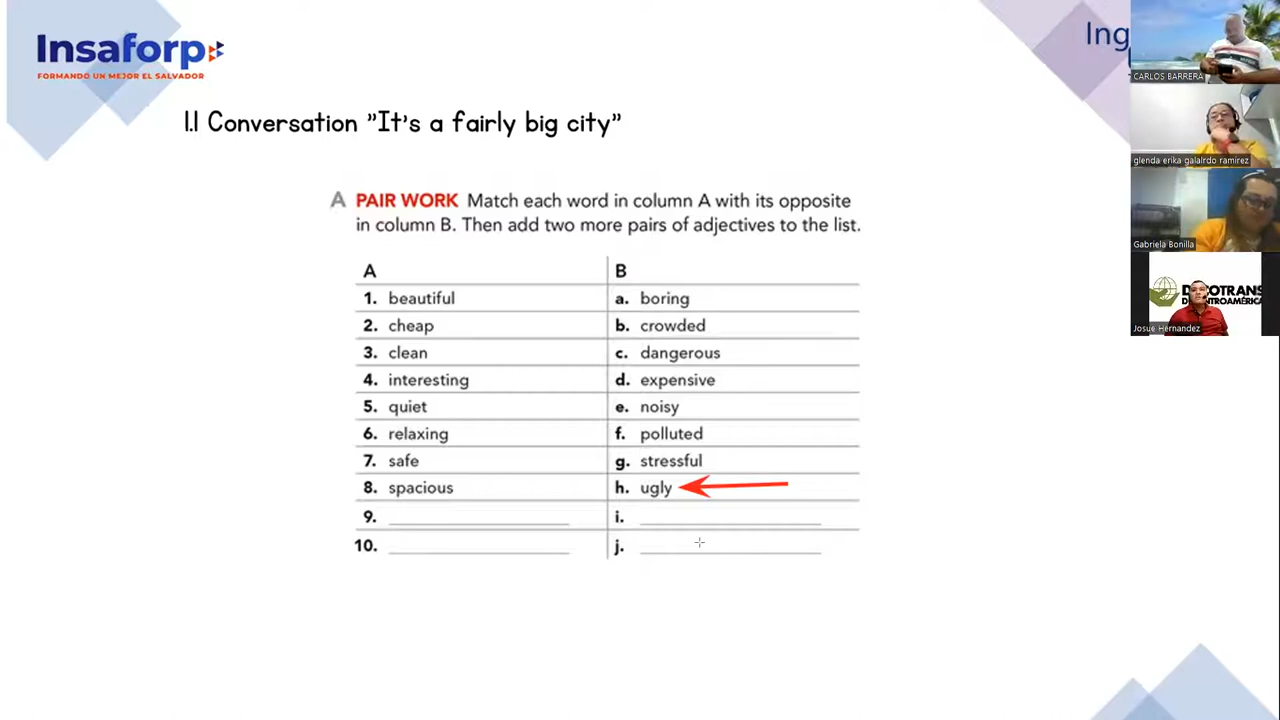 Insaforp
FORMANDO UN MEJOR EL SALVADOR
Ing
1.1 Conversation "It's a fairly big city"
A PAIR WORK Match each word in column A with its opposite
in column B. Then add two more pairs of adjectives to the list.
A B
1. beautiful a. boring
2. cheap b. crowded
3. clean c. dangerous
4. interesting d. expensive
5. quiet e. noisy
6. relaxing f. polluted
7. safe g. stressful
8. spacious h. ugly
9. i.
10. j.
CARLOS BARRERA
glenda erika galalrdo ramirez
Gabriela Bonilla
Josue Hernandez